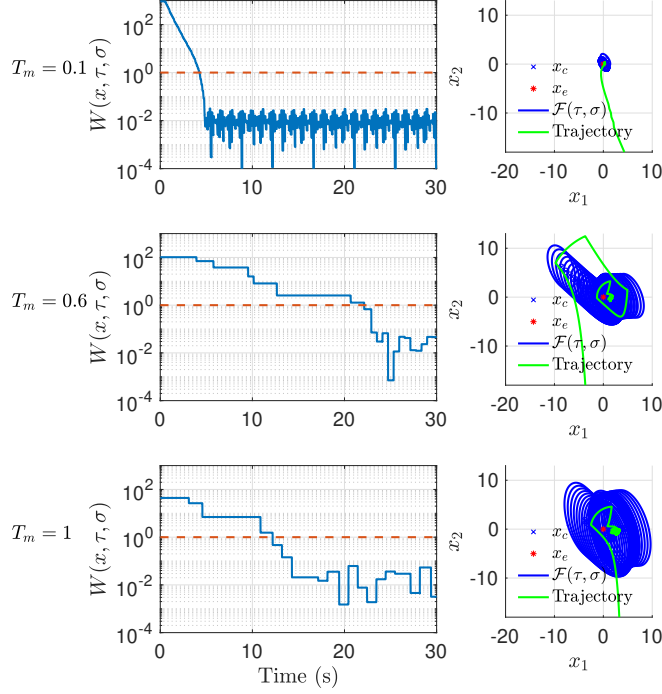 T_m = 0.1
W(x, τ, σ)
10^2
10^0
10^-2
10^-4
0 10 20 30
x_2
10
0
-10
x_c
x_e
F(τ, σ)
Trajectory
-20 -10 0 10
x_1
T_m = 0.6
W(x, τ, σ)
10^2
10^0
10^-2
10^-4
0 10 20 30
x_2
10
0
-10
x_c
x_e
F(τ, σ)
Trajectory
-20 -10 0 10
x_1
T_m = 1
W(x, τ, σ)
10^2
10^0
10^-2
10^-4
0 10 20 30
Time (s)
x_2
10
0
-10
x_c
x_e
F(τ, σ)
Trajectory
-20 -10 0 10
x_1